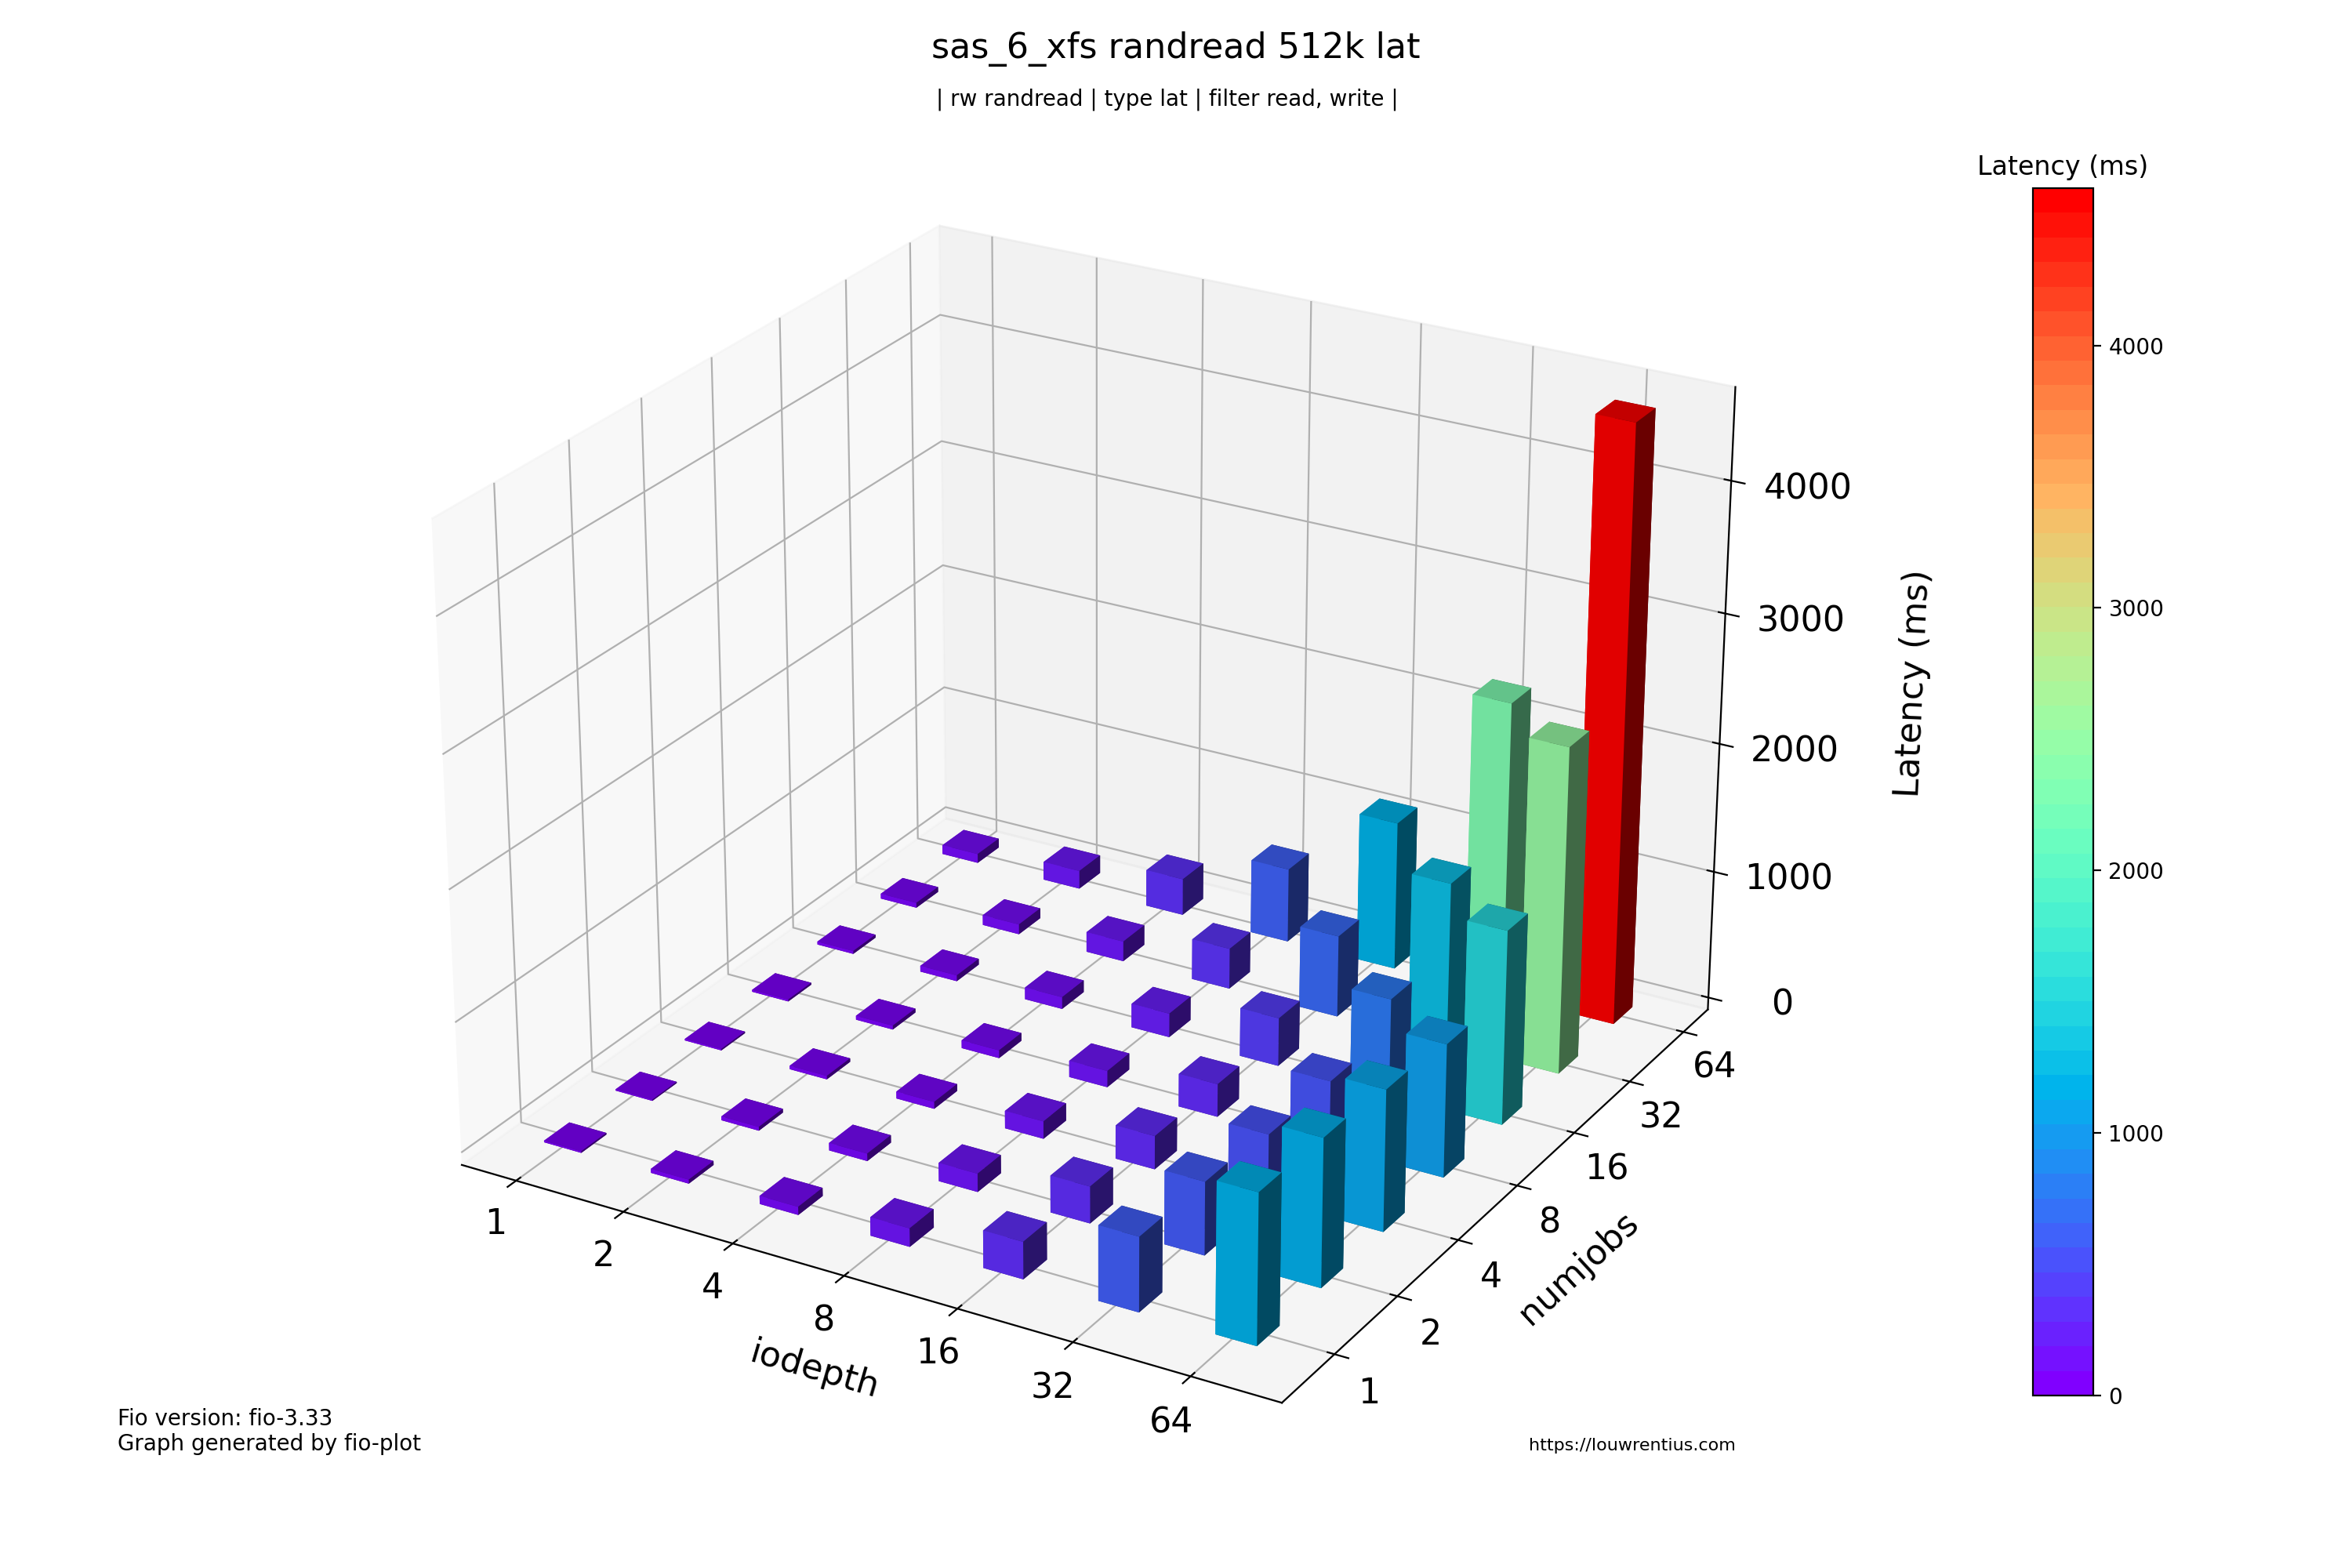 sas_6_xfs randread 512k lat
| rw randread | type lat | filter read, write |
Latency (ms)
4000
3000
2000
1000
0
4000
3000
2000
1000
0
Latency (ms)
64
32
16
8
4
2
1
numjobs
1
2
4
8
16
32
64
iodepth
Fio version: fio-3.33
Graph generated by fio-plot
https://louwrentius.com